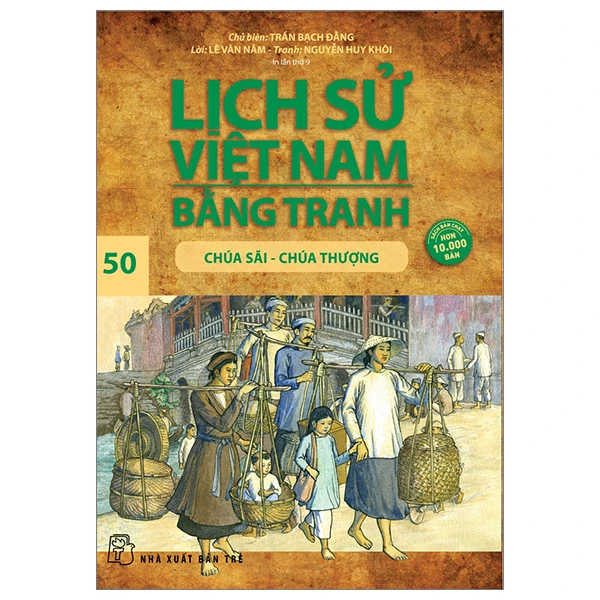 Chủ biên: TRẦN BẠCH ĐẰNG
Lời: LÊ VĂN NĂM - Tranh: NGUYỄN HUY KHÔI
In lần thứ 9
LỊCH SỬ
VIỆT NAM
BẰNG TRANH
SÁCH BÁN CHẠY
HƠN
10.000
BẢN
50
CHÚA SÃI - CHÚA THƯỢNG
NHÀ XUẤT BẢN TRẺ